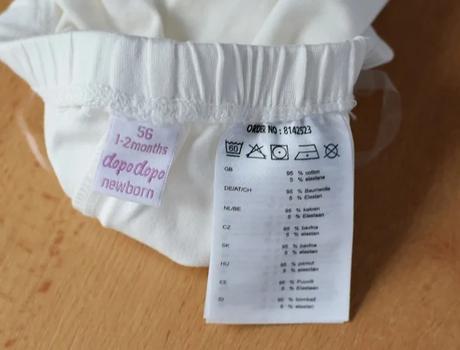 56
1-2months
dopodopo
newborn
ORDER NO : 8142523
60
GB 95 % cotton
5 % elastane
DE/AT/CH 95 % Baumwolle
5 % Elastan
NL/BE 95 % katoen
5 % elastan
CZ 95 % bavlna
5 % elastan
SK 95 % bavlna
5 % elastan
HU 95 % pamut
5 % elasztán
EE 95 % Puuvill
5 % Elastaan
SI 95 % bombaž
5 % elastan